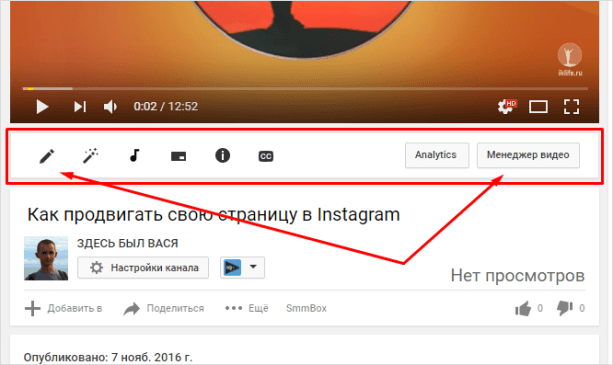 iklife.ru
0:02 / 12:52
HD
CC
Analytics
Менеджер видео
Как продвигать свою страницу в Instagram
ЗДЕСЬ БЫЛ ВАСЯ
Настройки канала
Нет просмотров
Добавить в
Поделиться
Ещё
SmmBox
0
0
Опубликовано: 7 нояб. 2016 г.